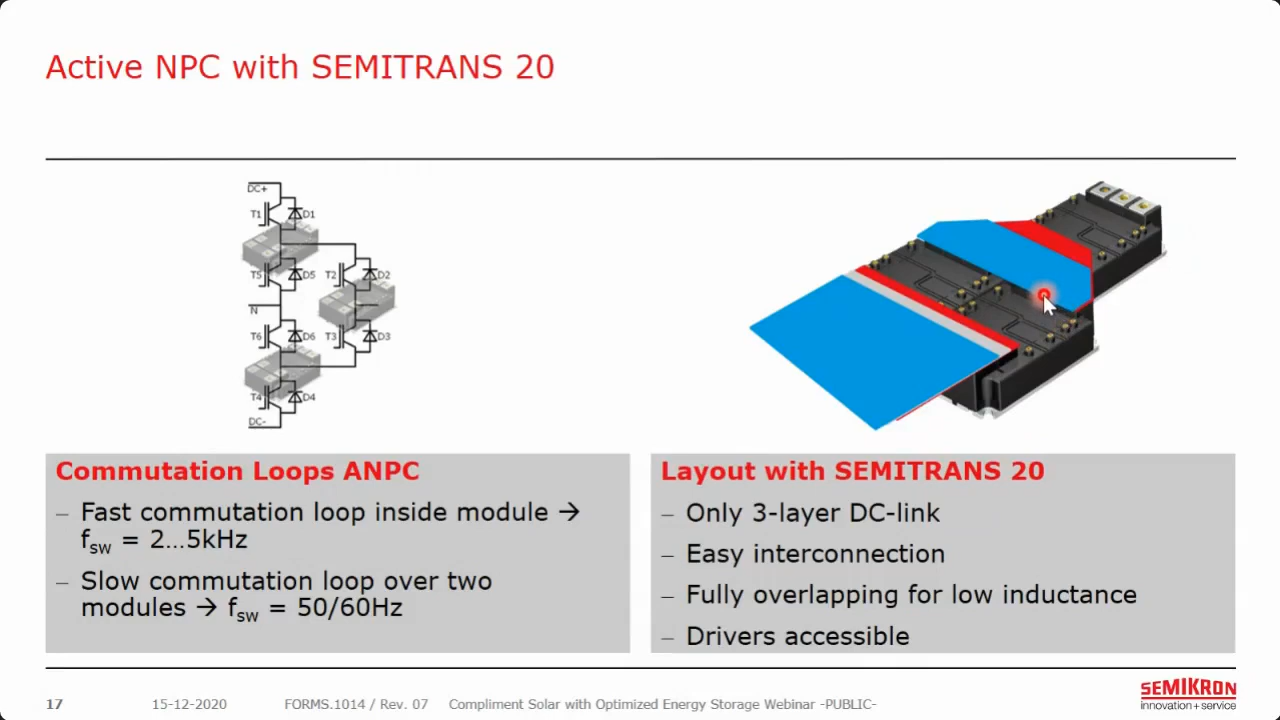 Active NPC with SEMITRANS 20
DC+
T1
D1
T5
D5
T2
D2
N
T6
D6
T3
D3
T4
D4
DC-
Commutation Loops ANPC
– Fast commutation loop inside module →
fsw = 2...5kHz
– Slow commutation loop over two
modules → fsw = 50/60Hz
Layout with SEMITRANS 20
– Only 3-layer DC-link
– Easy interconnection
– Fully overlapping for low inductance
– Drivers accessible
17
15-12-2020
FORMS.1014 / Rev. 07
Compliment Solar with Optimized Energy Storage Webinar -PUBLIC-
SEMIKRON
innovation+service